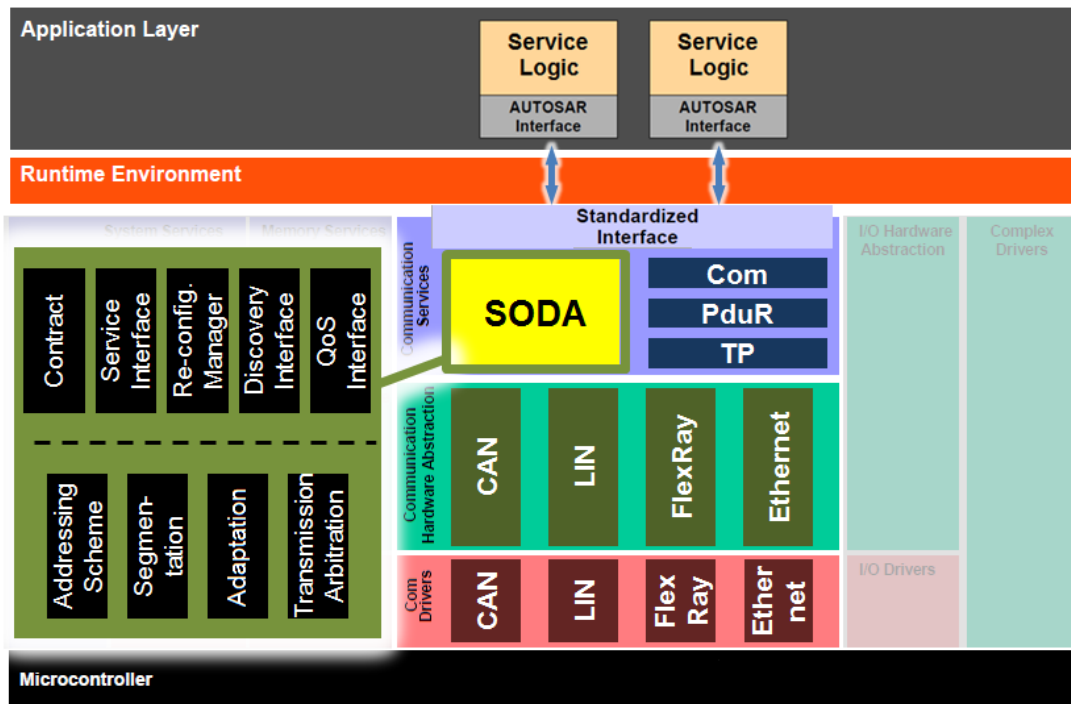 Application Layer
Service
Logic
AUTOSAR
Interface
Service
Logic
AUTOSAR
Interface
Runtime Environment
System Services
Memory Services
Standardized
Interface
I/O Hardware
Abstraction
Complex
Drivers
Contract
Service
Interface
Re-config.
Manager
Discovery
Interface
QoS
Interface
Communication
Services
SODA
Com
PduR
TP
Addressing
Scheme
Segmen-
tation
Adaptation
Transmission
Arbitration
Communication
Hardware Abstraction
CAN
LIN
FlexRay
Ethernet
Com
Drivers
CAN
LIN
Flex
Ray
Ether
net
I/O Drivers
Microcontroller